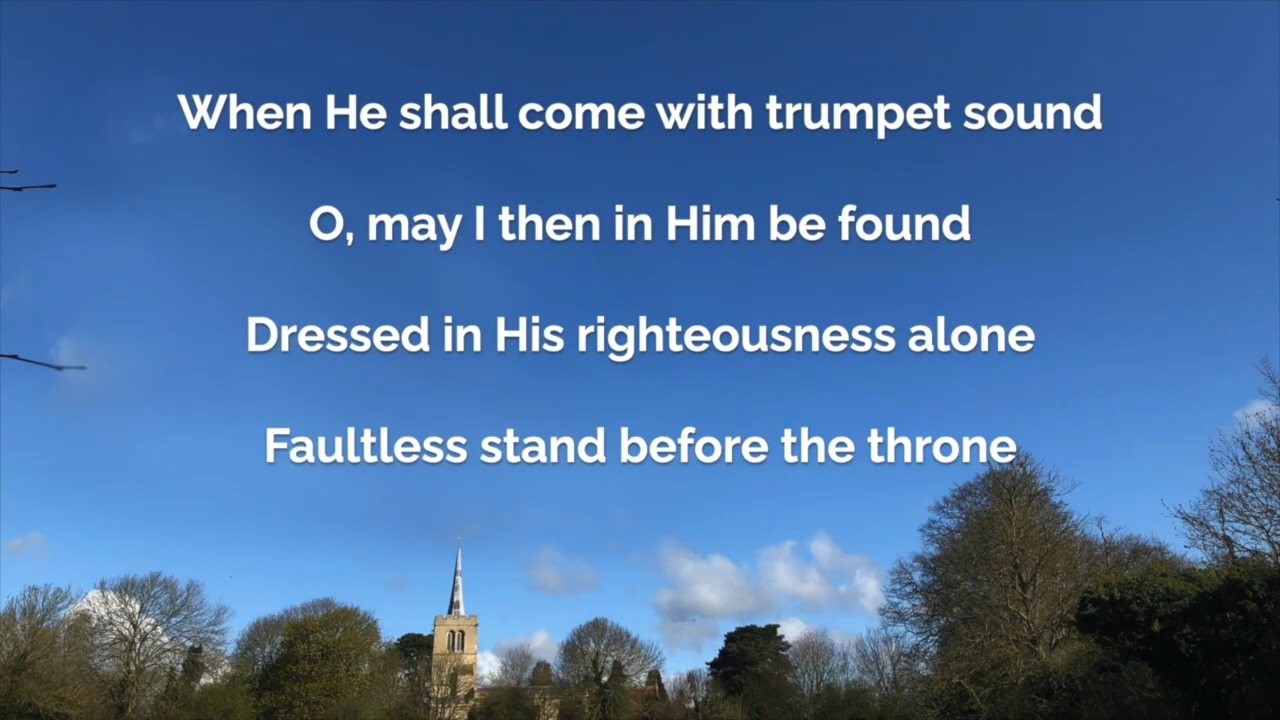 When He shall come with trumpet sound
O, may I then in Him be found
Dressed in His righteousness alone
Faultless stand before the throne